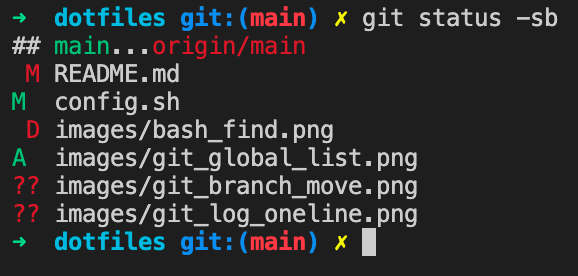 ➜  dotfiles git:(main) ✗ git status -sb
## main...origin/main
 M README.md
M  config.sh
 D images/bash_find.png
A  images/git_global_list.png
?? images/git_branch_move.png
?? images/git_log_oneline.png
➜  dotfiles git:(main) ✗